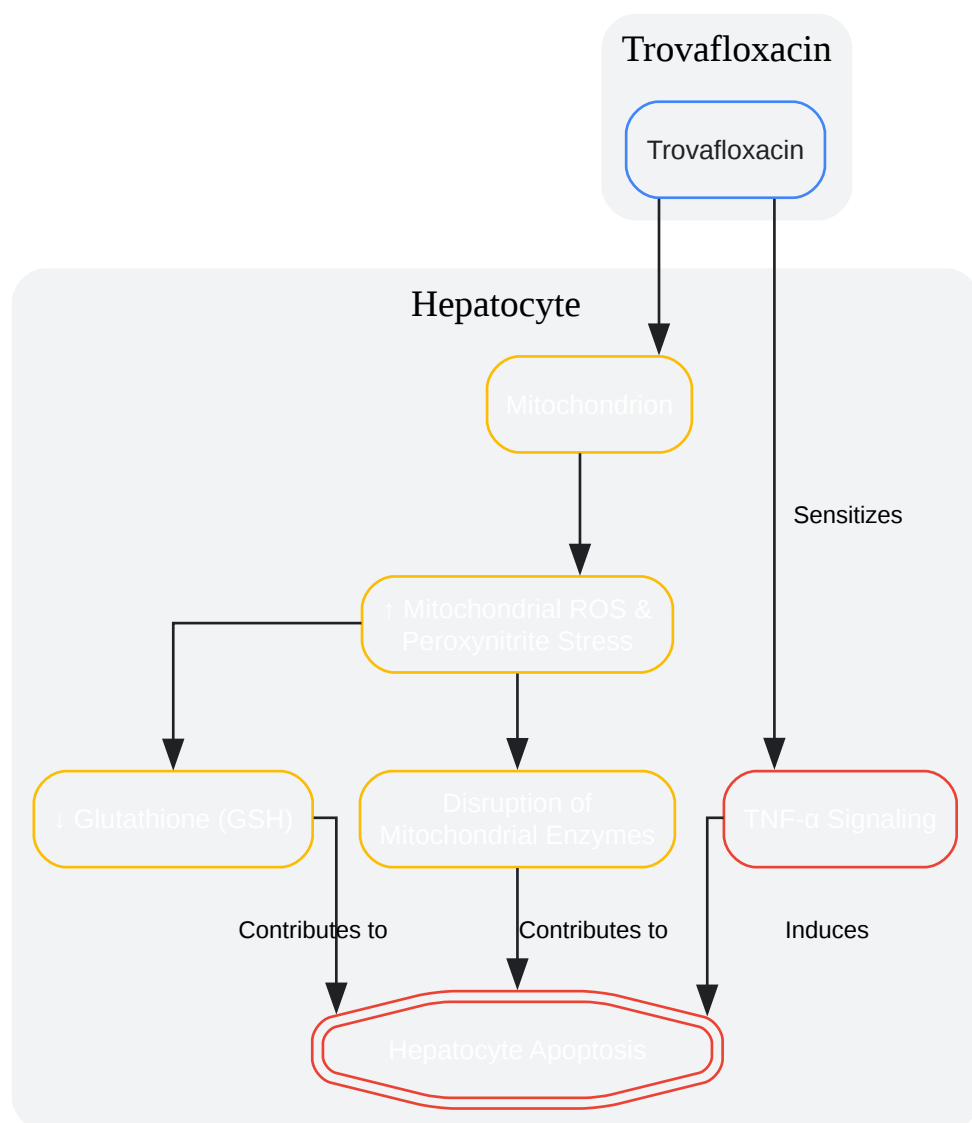 Trovafloxacin
Trovafloxacin
Hepatocyte
Mitochondrion
Sensitizes
↑ Mitochondrial ROS &
Peroxynitrite Stress
↓ Glutathione (GSH)
Disruption of
Mitochondrial Enzymes
TNF-α Signaling
Contributes to
Contributes to
Induces
Hepatocyte Apoptosis